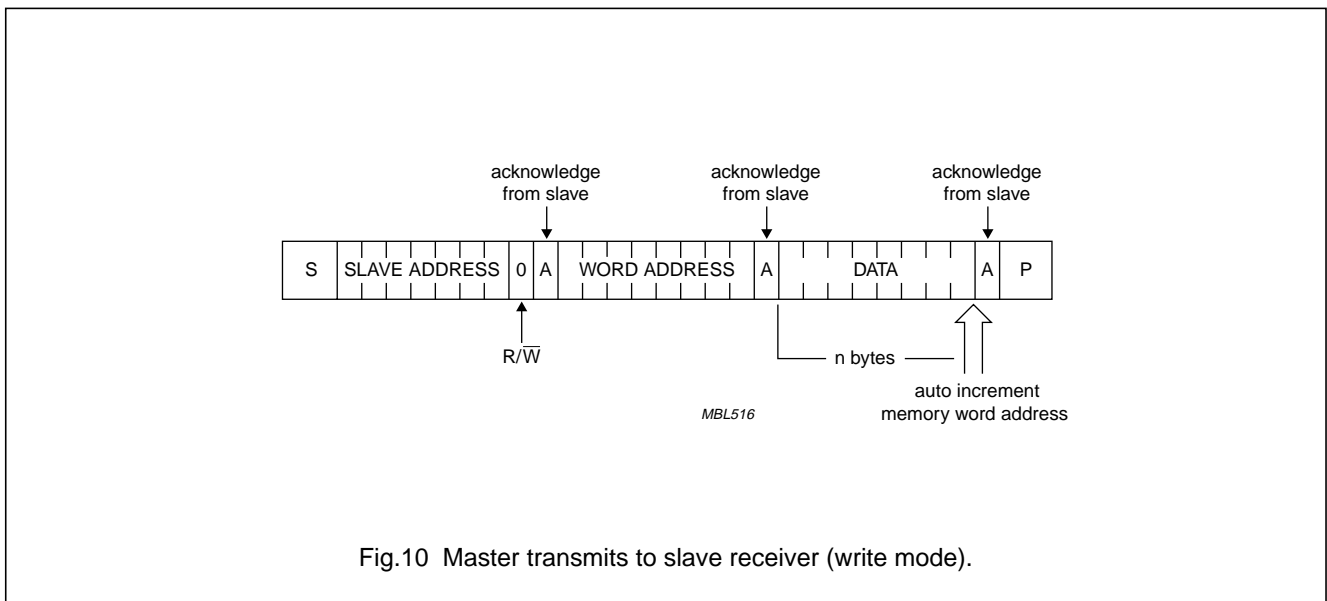 acknowledge
from slave
acknowledge
from slave
acknowledge
from slave
S SLAVE ADDRESS 0 A WORD ADDRESS A DATA A P
R/W̅
n bytes
auto increment
memory word address
MBL516
Fig.10 Master transmits to slave receiver (write mode).